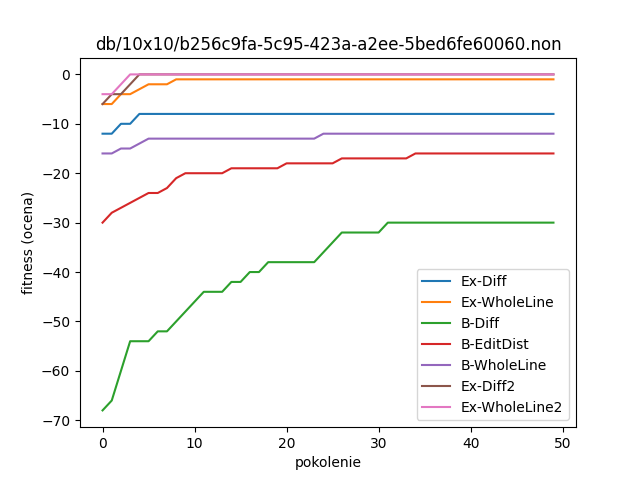 db/10x10/b256c9fa-5c95-423a-a2ee-5bed6fe60060.non
fitness (ocena)
0
−10
−20
−30
−40
−50
−60
−70
Ex-Diff
Ex-WholeLine
B-Diff
B-EditDist
B-WholeLine
Ex-Diff2
Ex-WholeLine2
0 10 20 30 40 50
pokolenie